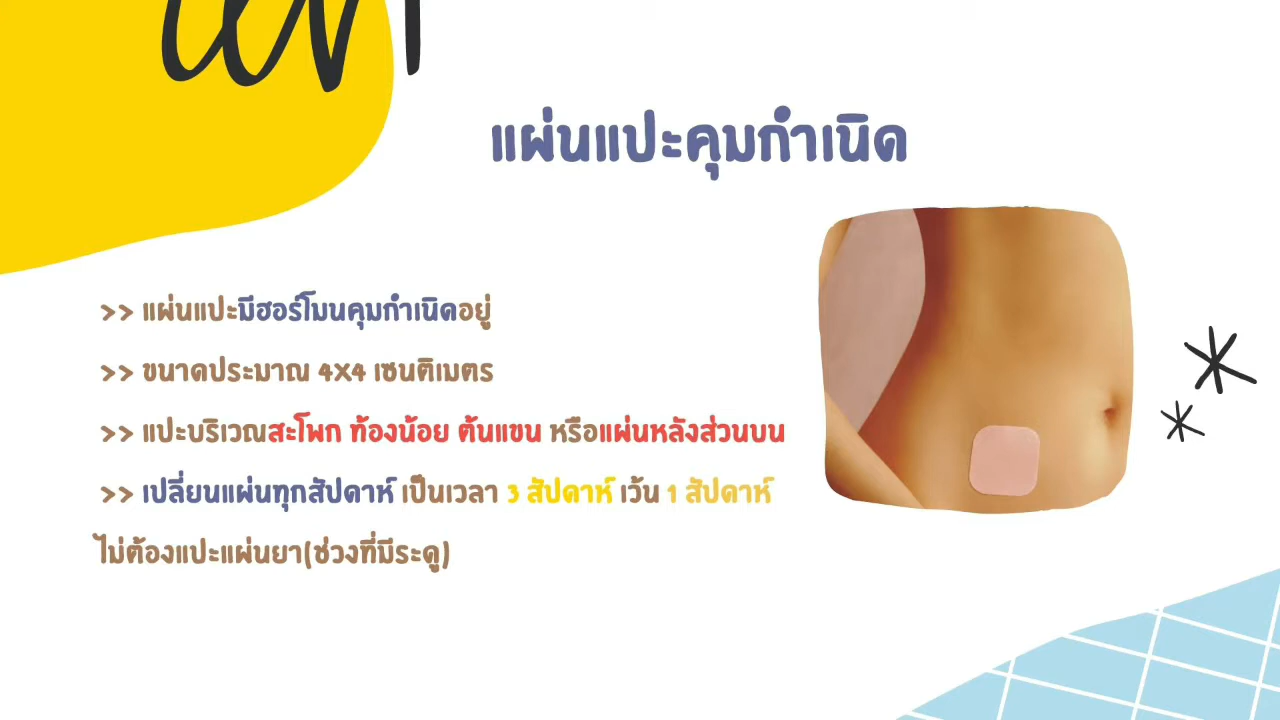 แผ่นแปะคุมกำเนิด
>> แผ่นแปะมีฮอร์โมนคุมกำเนิดอยู่
>> ขนาดประมาณ 4X4 เซนติเมตร
>> แปะบริเวณสะโพก ท้องน้อย ต้นแขน หรือแผ่นหลังส่วนบน
>> เปลี่ยนแผ่นทุกสัปดาห์ เป็นเวลา 3 สัปดาห์ เว้น 1 สัปดาห์
ไม่ต้องแปะแผ่นยา(ช่วงที่มีระดู)